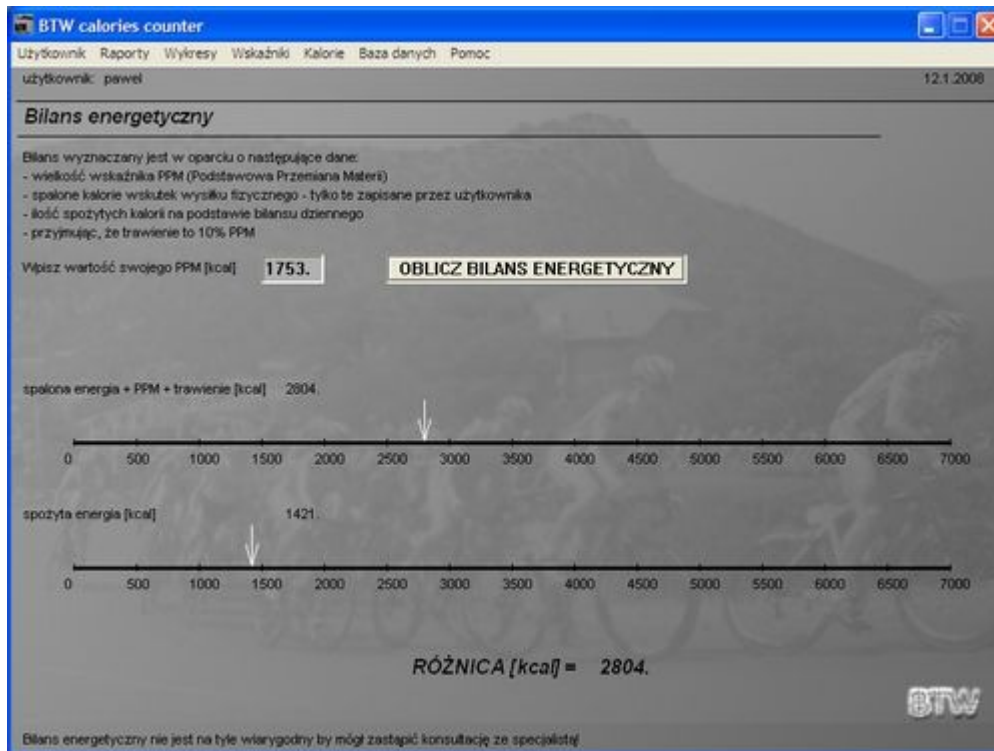 BTW calories counter
Użytkownik Raporty Wykresy Wskaźniki Kalorie Baza danych Pomoc
użytkownik: pawel 12.1.2008
Bilans energetyczny
Bilans wyznaczany jest w oparciu o następujące dane:
- wielkość wskaźnika PPM (Podstawowa Przemiana Materii)
- spalone kalorie wskutek wysiłku fizycznego - tylko te zapisane przez użytkownika
- ilość spożytych kalorii na podstawie bilansu dziennego
- przyjmując, że trawienie to 10% PPM
Wpisz wartość swojego PPM [kcal] 1753. OBLICZ BILANS ENERGETYCZNY
spalona energia + PPM + trawienie [kcal] 2804.
0 500 1000 1500 2000 2500 3000 3500 4000 4500 5000 5500 6000 6500 7000
spożyta energia [kcal] 1421.
0 500 1000 1500 2000 2500 3000 3500 4000 4500 5000 5500 6000 6500 7000
RÓŻNICA [kcal] = 2804.
BTW
Bilans energetyczny nie jest na tyle wiarygodny by mógł zastąpić konsultację ze specjalistą!